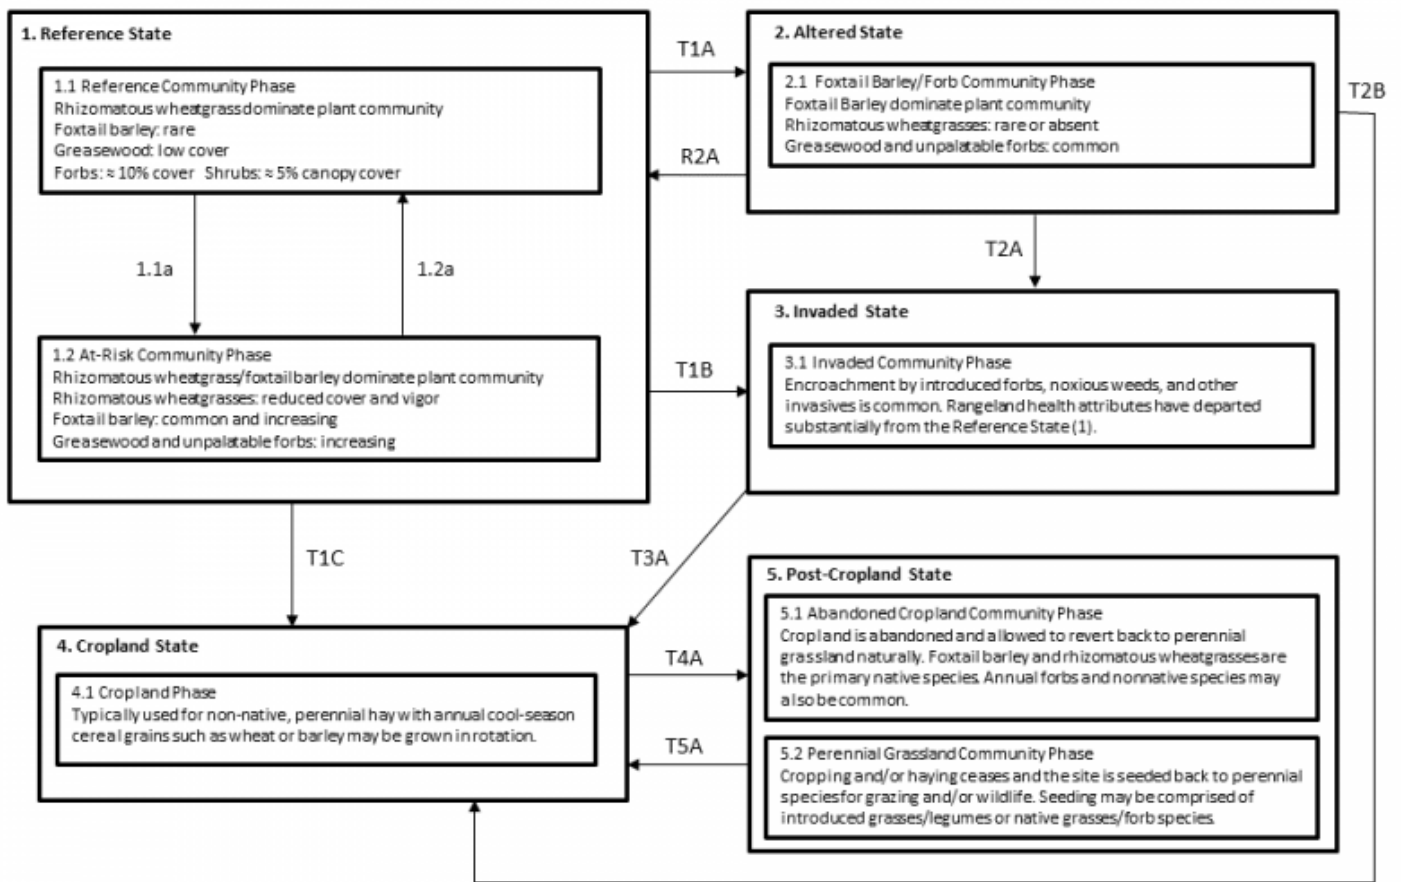 1. Reference State
1.1 Reference Community Phase
Rhizomatous wheatgrass dominate plant community
Foxtail barley: rare
Greasewood: low cover
Forbs: ≈ 10% cover Shrubs: ≈ 5% canopy cover
1.1a
1.2a
1.2 At-Risk Community Phase
Rhizomatous wheatgrass/foxtail barley dominate plant community
Rhizomatous wheatgrasses: reduced cover and vigor
Foxtail barley: common and increasing
Greasewood and unpalatable forbs: increasing
T1A
R2A
T1B
2. Altered State
2.1 Foxtail Barley/Forb Community Phase
Foxtail Barley dominate plant community
Rhizomatous wheatgrasses: rare or absent
Greasewood and unpalatable forbs: common
T2B
T2A
3. Invaded State
3.1 Invaded Community Phase
Encroachment by introduced forbs, noxious weeds, and other
invasives is common. Rangeland health attributes have departed
substantially from the Reference State (1).
T1C
T3A
4. Cropland State
4.1 Cropland Phase
Typically used for non-native, perennial hay with annual cool-season
cereal grains such as wheat or barley may be grown in rotation.
T4A
T5A
5. Post-Cropland State
5.1 Abandoned Cropland Community Phase
Cropland is abandoned and allowed to revert back to perennial
grassland naturally. Foxtail barley and rhizomatous wheatgrasses are
the primary native species. Annual forbs and nonnative species may
also be common.
5.2 Perennial Grassland Community Phase
Cropping and/or haying ceases and the site is seeded back to perennial
species for grazing and/or wildlife. Seeding may be comprised of
introduced grasses/legumes or native grasses/forb species.